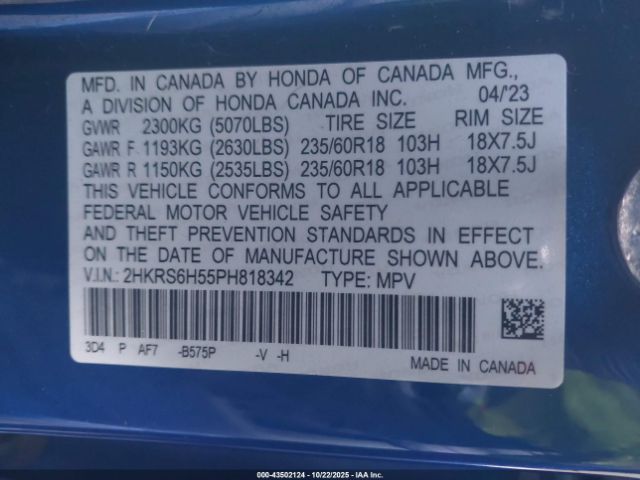 MFD. IN CANADA BY HONDA OF CANADA MFG.,
A DIVISION OF HONDA CANADA INC. 04/'23
GVWR 2300KG (5070LBS) TIRE SIZE RIM SIZE
GAWR F 1193KG (2630LBS) 235/60R18 103H 18X7.5J
GAWR R 1150KG (2535LBS) 235/60R18 103H 18X7.5J
THIS VEHICLE CONFORMS TO ALL APPLICABLE
FEDERAL MOTOR VEHICLE SAFETY
AND THEFT PREVENTION STANDARDS IN EFFECT
ON THE DATE OF MANUFACTURE SHOWN ABOVE.
V.I.N.: 2HKRS6H55PH818342 TYPE: MPV
3D4 P AF7 -B575P -V -H
MADE IN CANADA
000-43502124 - 10/22/2025 - IAA Inc.